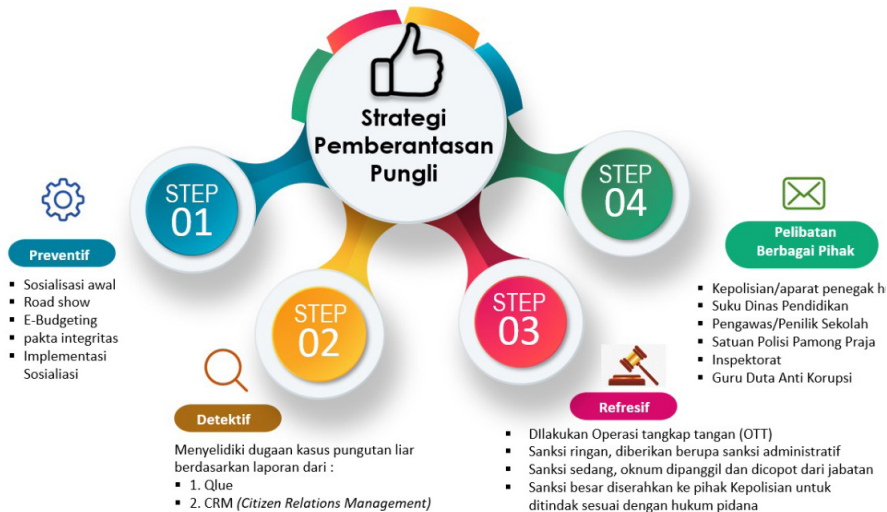 Strategi
Pemberantasan
Pungli
STEP
01
Preventif
▪ Sosialisasi awal
▪ Road show
▪ E-Budgeting
▪ pakta integritas
▪ Implementasi
Sosialiasi
STEP
02
Detektif
Menyelidiki dugaan kasus pungutan liar
berdasarkan laporan dari :
▪ 1. Qlue
▪ 2. CRM (Citizen Relations Management)
STEP
03
Refresif
▪ DIlakukan Operasi tangkap tangan (OTT)
▪ Sanksi ringan, diberikan berupa sanksi administratif
▪ Sanksi sedang, oknum dipanggil dan dicopot dari jabatan
▪ Sanksi besar diserahkan ke pihak Kepolisian untuk
ditindak sesuai dengan hukum pidana
STEP
04
Pelibatan
Berbagai Pihak
▪ Kepolisian/aparat penegak
▪ Suku Dinas Pendidikan
▪ Pengawas/Penilik Sekolah
▪ Satuan Polisi Pamong Praja
▪ Inspektorat
▪ Guru Duta Anti Korupsi